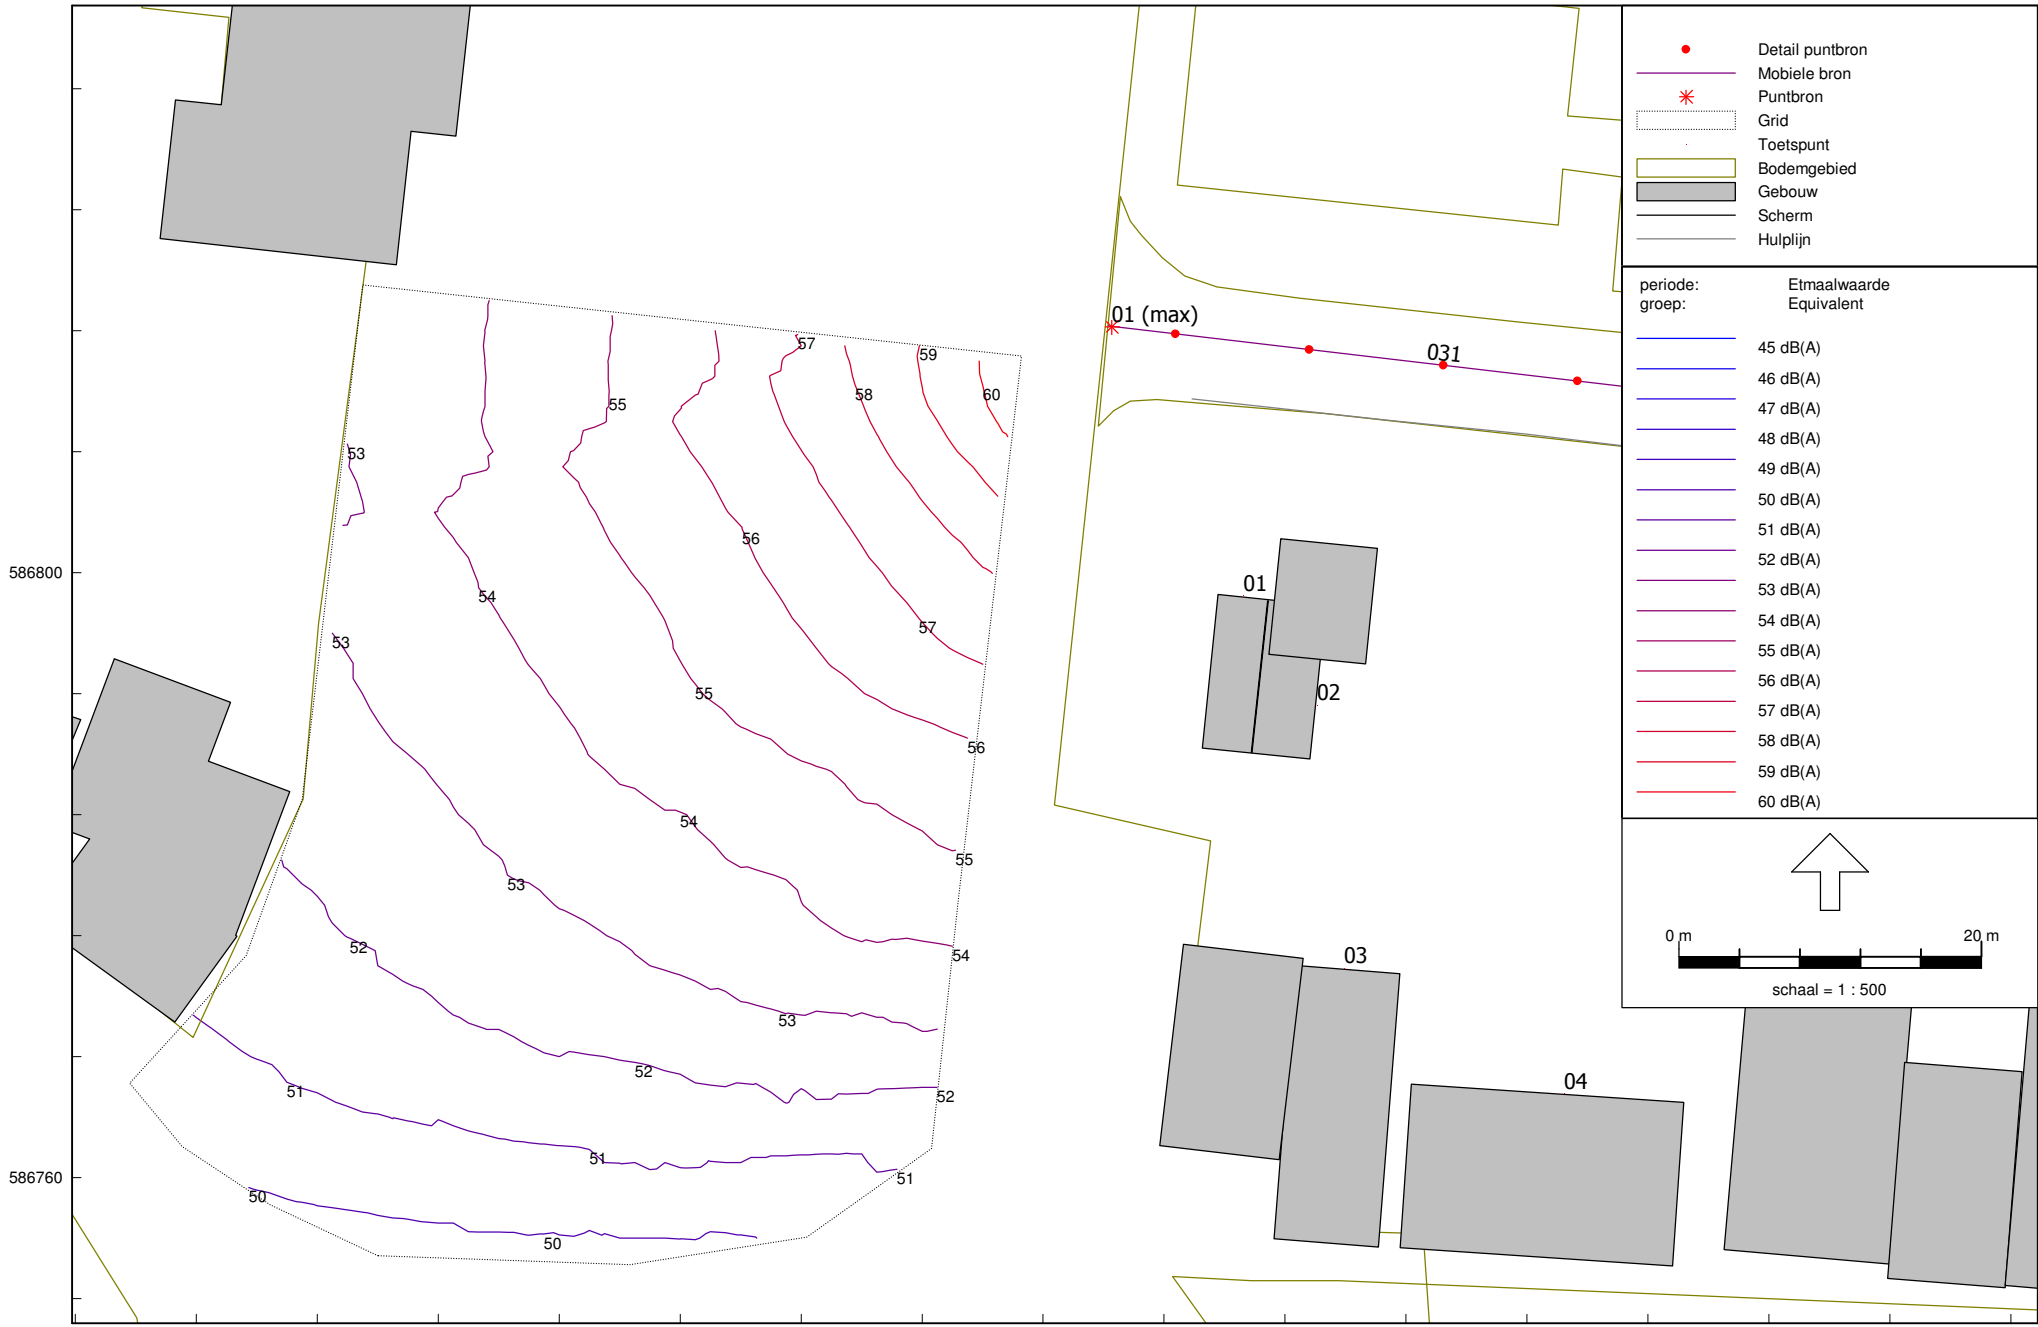 Detail puntbron
Mobiele bron
Puntbron
Grid
Toetspunt
Bodemgebied
Gebouw
Scherm
Hulplijn
periode: Etmaalwaarde
groep: Equivalent
45 dB(A)
46 dB(A)
47 dB(A)
48 dB(A)
49 dB(A)
50 dB(A)
51 dB(A)
52 dB(A)
53 dB(A)
54 dB(A)
55 dB(A)
56 dB(A)
57 dB(A)
58 dB(A)
59 dB(A)
60 dB(A)
0 m 20 m
schaal = 1 : 500
01 (max)
031
57
59
58
60
55
53
56
586800
01
54
57
53
55
02
56
54
55
53
52
54
03
53
52
04
51
52
51
586760
51
50
50